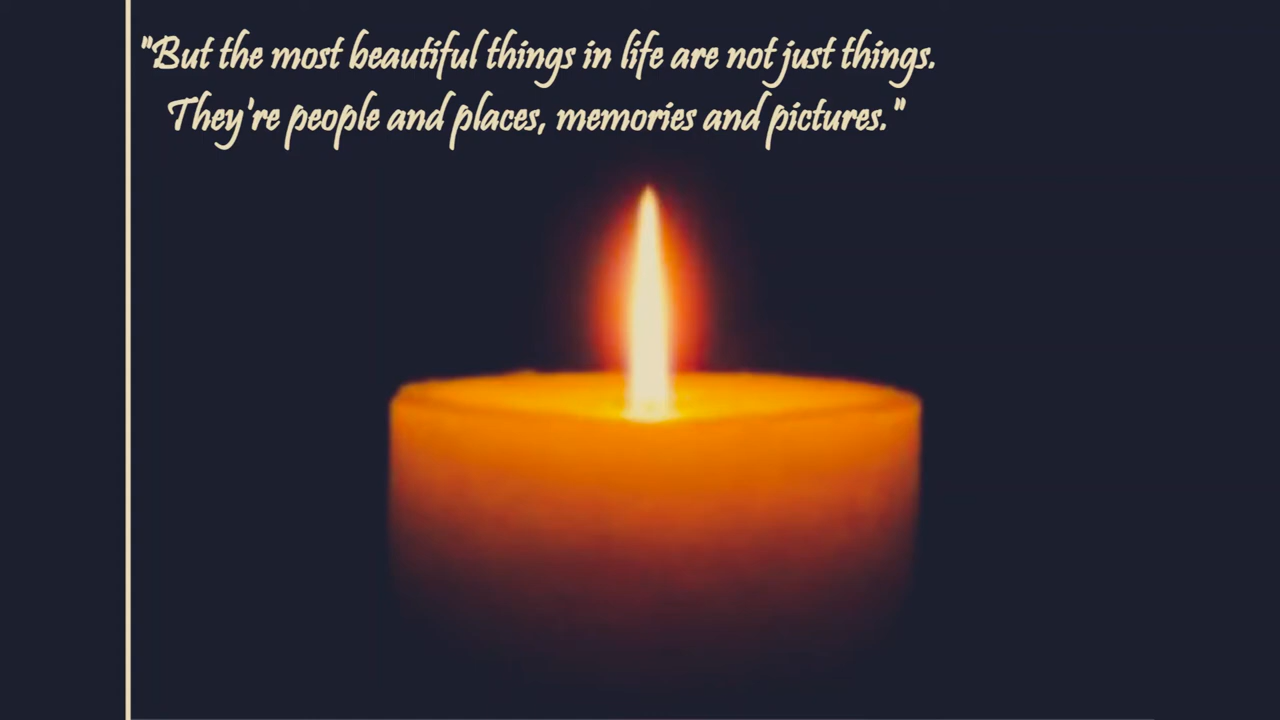 "But the most beautiful things in life are not just things.
They're people and places, memories and pictures."